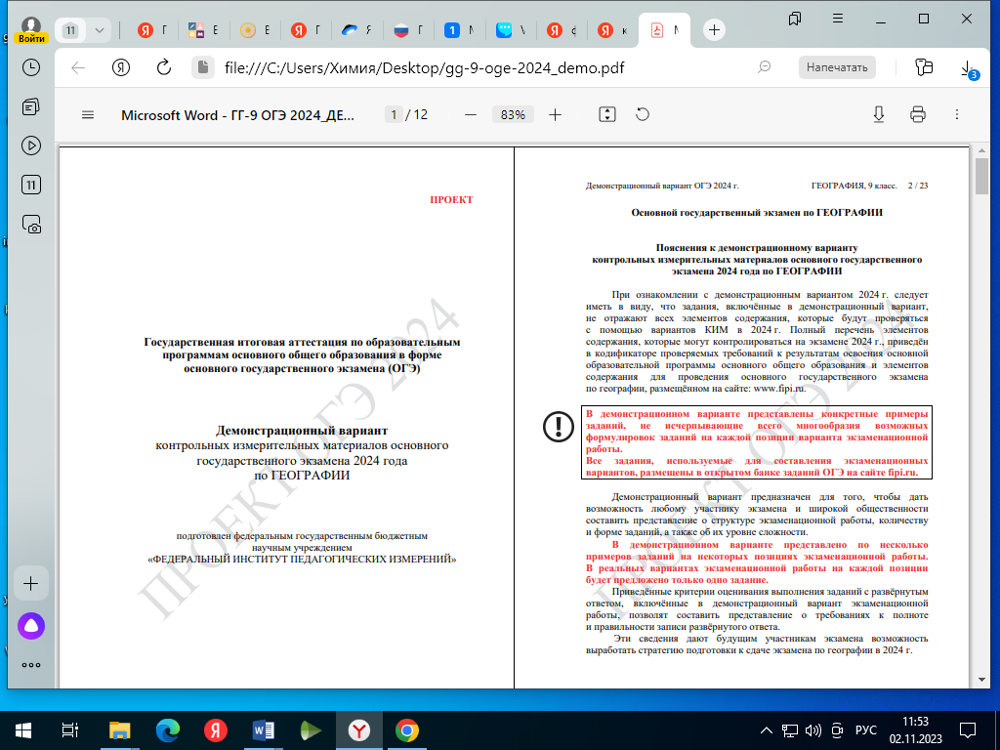 11
Г
Е
Е
Г
Я
Г
1
М
V
ф
к
М
Войти
file:///C:/Users/Химия/Desktop/gg-9-oge-2024_demo.pdf
Напечатать
3
Microsoft Word - ГГ-9 ОГЭ 2024_ДЕ...
1 / 12
83%
11
ПРОЕКТ
Государственная итоговая аттестация по образовательным
программам основного общего образования в форме
основного государственного экзамена (ОГЭ)
Демонстрационный вариант
контрольных измерительных материалов основного
государственного экзамена 2024 года
по ГЕОГРАФИИ
подготовлен федеральным государственным бюджетным
научным учреждением
«ФЕДЕРАЛЬНЫЙ ИНСТИТУТ ПЕДАГОГИЧЕСКИХ ИЗМЕРЕНИЙ»
ПРОЕКТ ОГЭ 2024
Демонстрационный вариант ОГЭ 2024 г. ГЕОГРАФИЯ, 9 класс. 2 / 23
Основной государственный экзамен по ГЕОГРАФИИ
Пояснения к демонстрационному варианту
контрольных измерительных материалов основного государственного
экзамена 2024 года по ГЕОГРАФИИ
При ознакомлении с демонстрационным вариантом 2024 г. следует
иметь в виду, что задания, включённые в демонстрационный вариант,
не отражают всех элементов содержания, которые будут проверяться
с помощью вариантов КИМ в 2024 г. Полный перечень элементов
содержания, которые могут контролироваться на экзамене 2024 г., приведён
в кодификаторе проверяемых требований к результатам освоения основной
образовательной программы основного общего образования и элементов
содержания для проведения основного государственного экзамена
по географии, размещённом на сайте: www.fipi.ru.
В демонстрационном варианте представлены конкретные примеры
заданий, не исчерпывающие всего многообразия возможных
формулировок заданий на каждой позиции варианта экзаменационной
работы.
Все задания, используемые для составления экзаменационных
вариантов, размещены в открытом банке заданий ОГЭ на сайте fipi.ru.
Демонстрационный вариант предназначен для того, чтобы дать
возможность любому участнику экзамена и широкой общественности
составить представление о структуре экзаменационной работы, количестве
и форме заданий, а также об их уровне сложности.
В демонстрационном варианте представлено по несколько
примеров заданий на некоторых позициях экзаменационной работы.
В реальных вариантах экзаменационной работы на каждой позиции
будет предложено только одно задание.
Приведённые критерии оценивания выполнения заданий с развёрнутым
ответом, включённые в демонстрационный вариант экзаменационной
работы, позволят составить представление о требованиях к полноте
и правильности записи развёрнутого ответа.
Эти сведения дают будущим участникам экзамена возможность
выработать стратегию подготовки к сдаче экзамена по географии в 2024 г.
ПРОЕКТ ОГЭ 2024
РУС
11:53
02.11.2023